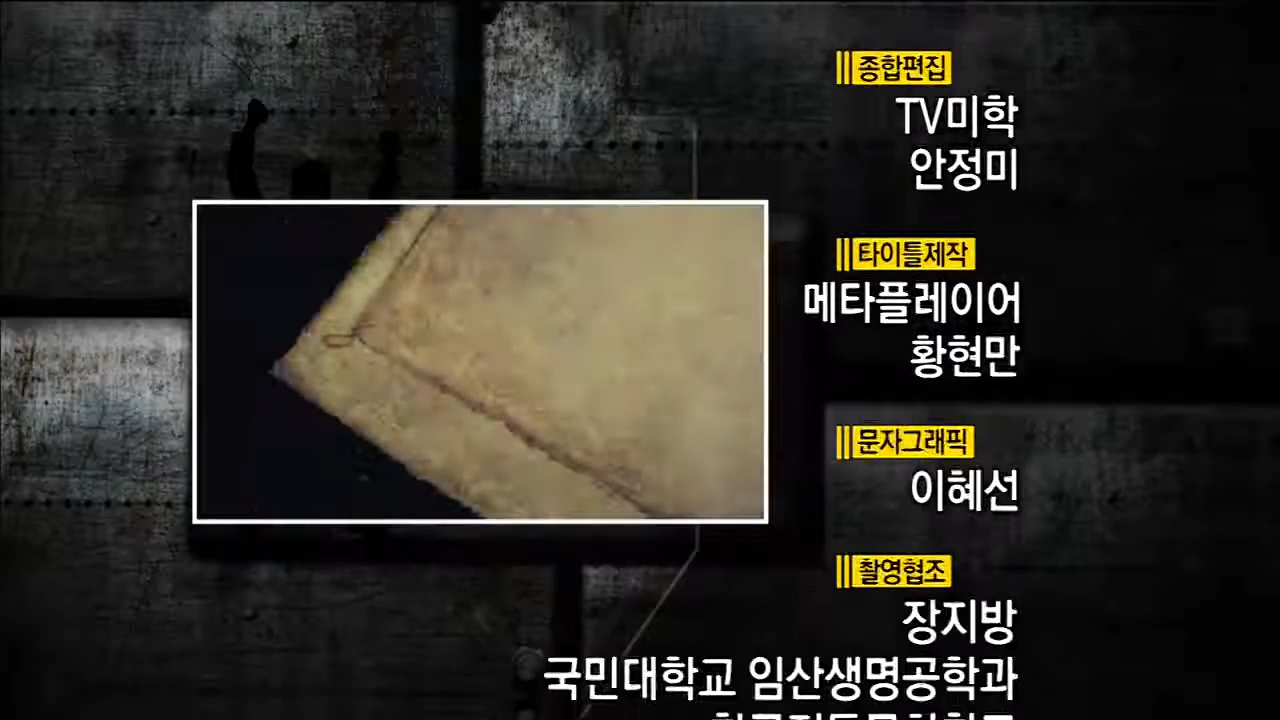 종합편집
TV미학
안정미
타이틀제작
메타플레이어
황현만
문자그래픽
이혜선
촬영협조
장지방
국민대학교 임산생명공학과